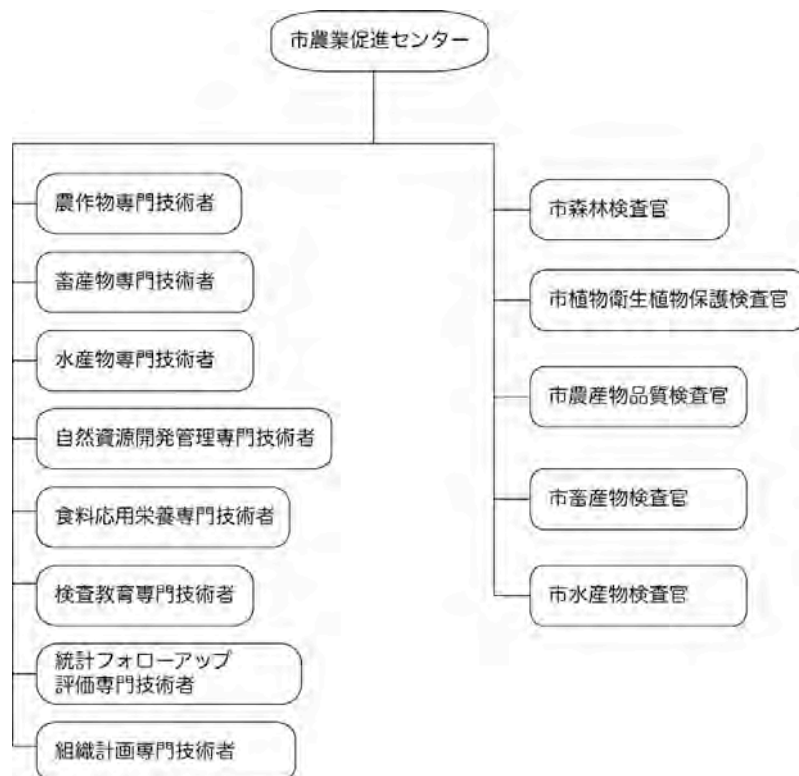 市農業促進センター
農作物専門技術者
畜産物専門技術者
水産物専門技術者
自然資源開発管理専門技術者
食料応用栄養専門技術者
検査教育専門技術者
統計フォローアップ
評価専門技術者
組織計画専門技術者
市森林検査官
市植物衛生植物保護検査官
市農産物品質検査官
市畜産物検査官
市水産物検査官